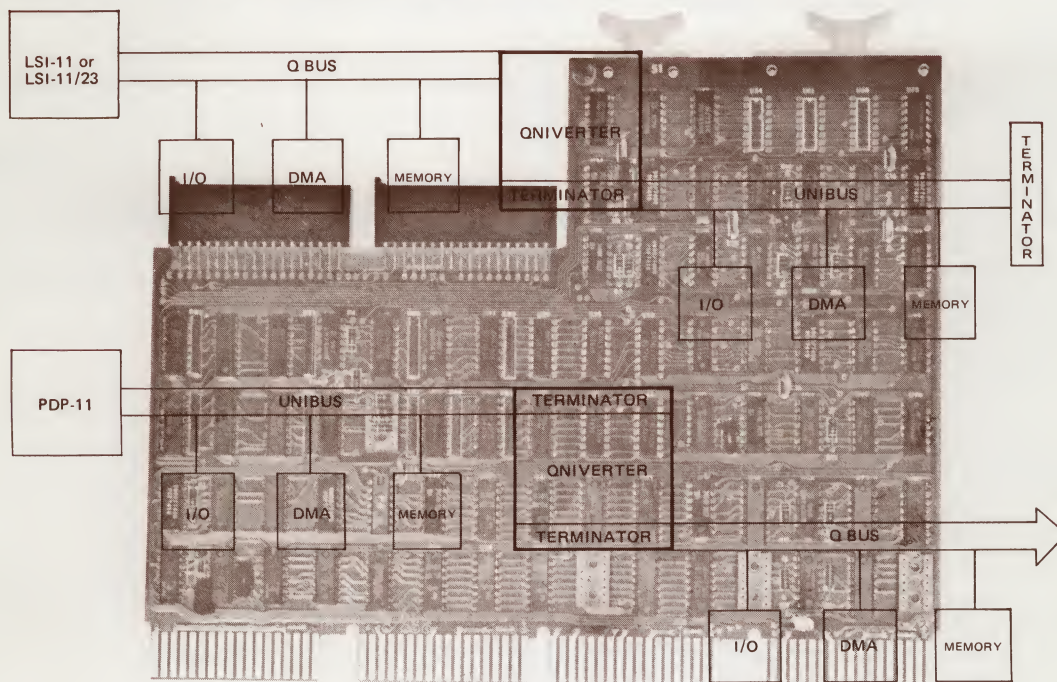 LSI-11 or
LSI-11/23
Q BUS
S1
QNIVERTER
I/O
DMA
MEMORY
TERMINATOR
UNIBUS
TERMINATOR
I/O
DMA
MEMORY
PDP-11
UNIBUS
TERMINATOR
QNIVERTER
I/O
DMA
MEMORY
TERMINATOR
Q BUS
I/O
DMA
MEMORY